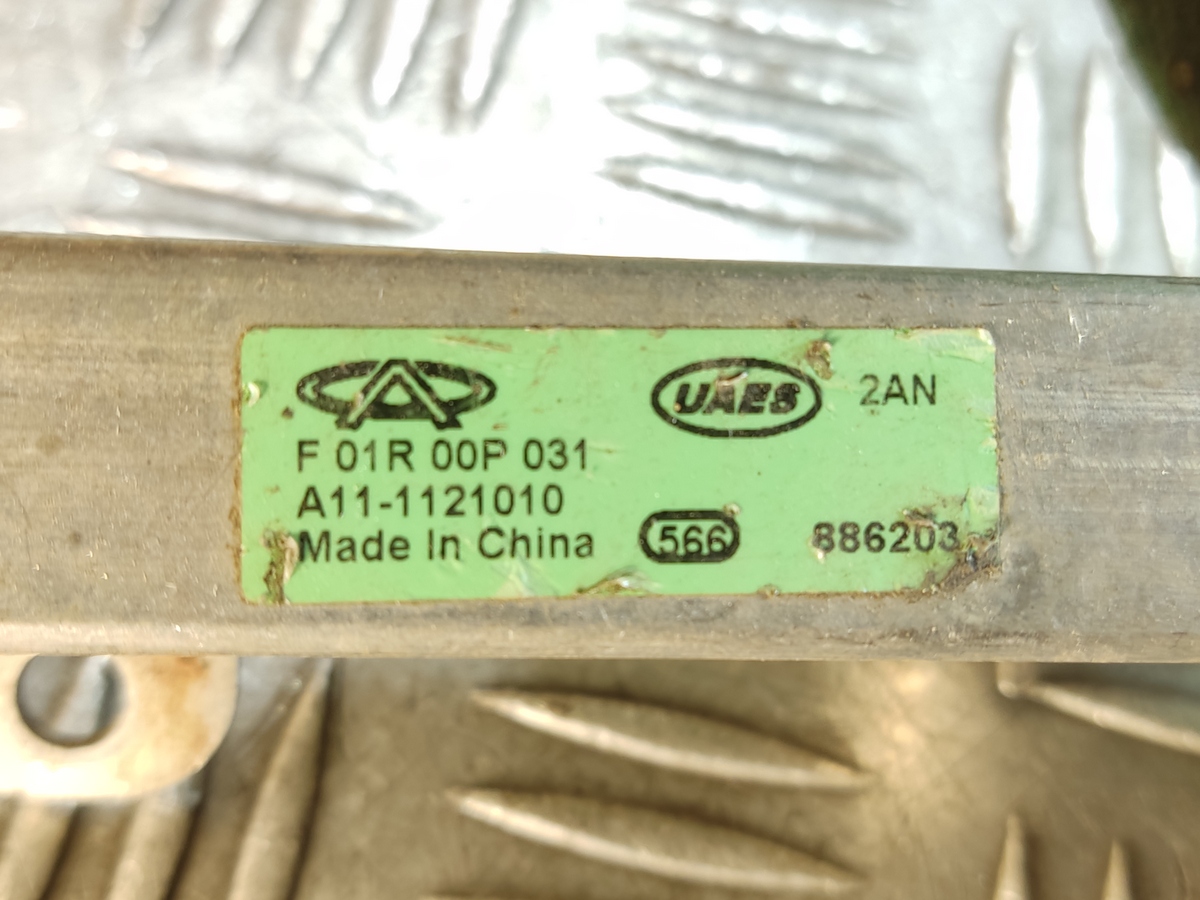 UAES 2AN
F 01R 00P 031
A11-1121010
Made In China 566 886203